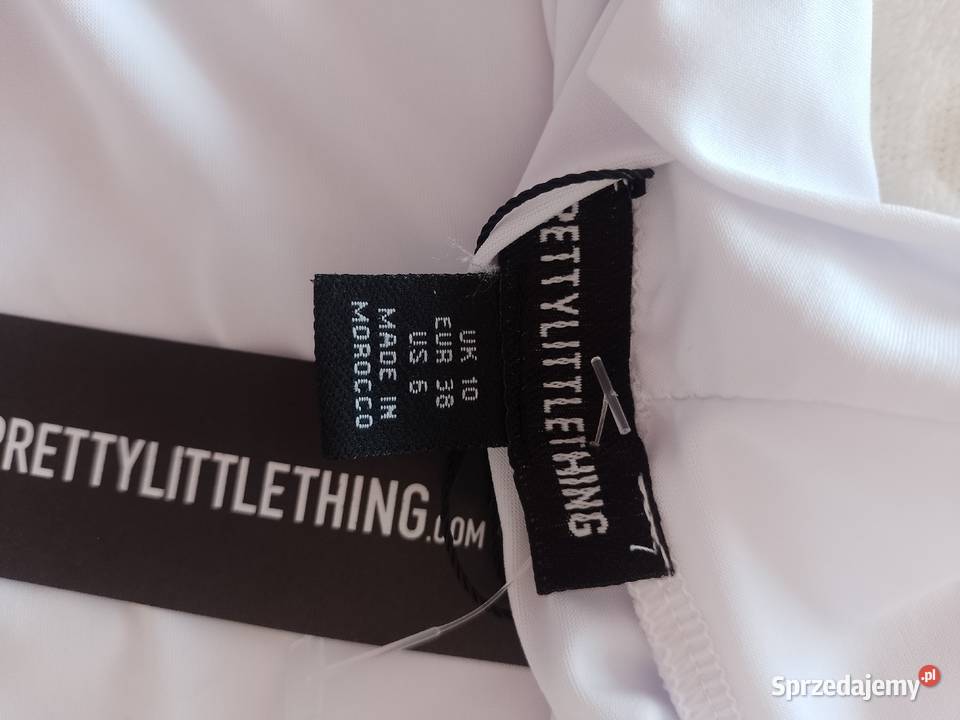 PRETTYLITTLETHING
UK 10
EUR 38
US 6
MADE IN
MOROCCO
PRETTYLITTLETHING.COM
Sprzedajemy.pl